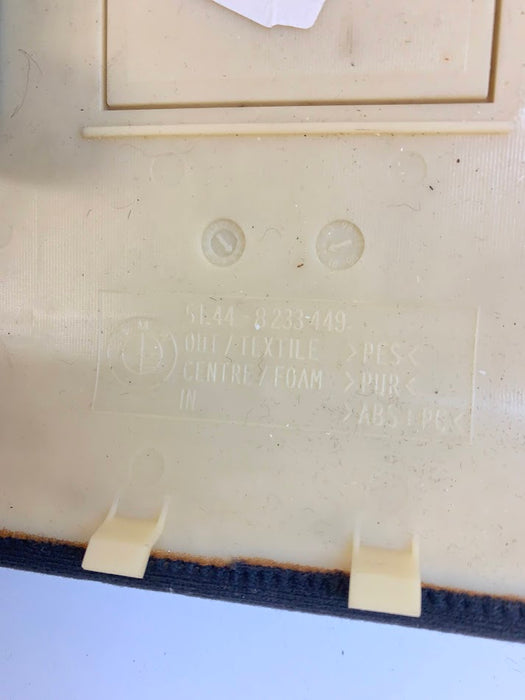 51.44 - 8 233-449
OUT / TEXTILE >PES<
CENTRE / FOAM >PUR<
IN >ABS+PC<